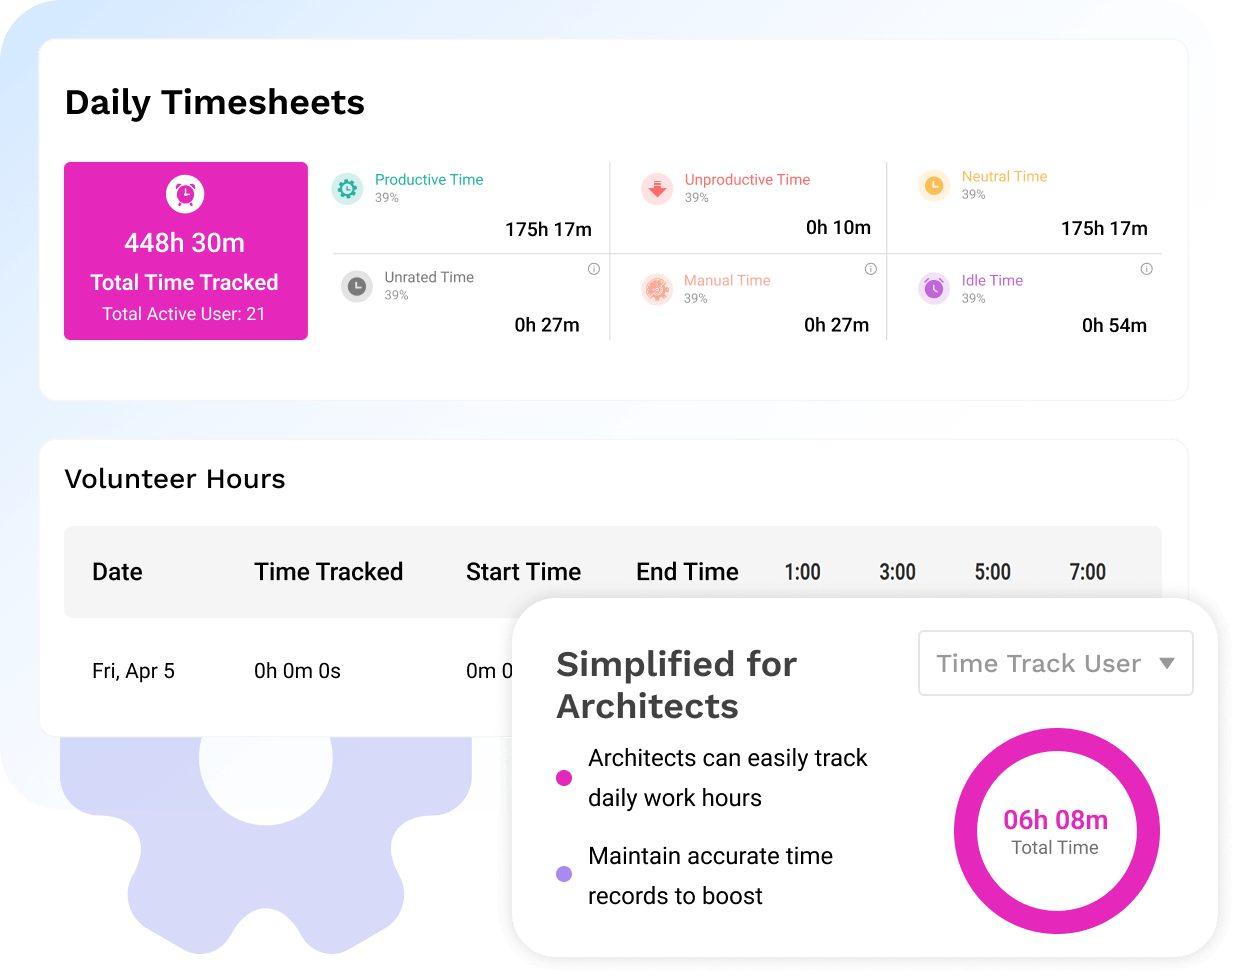 Daily Timesheets
448h 30m
Total Time Tracked
Total Active User: 21
Productive Time
39%
175h 17m
Unproductive Time
39%
0h 10m
Neutral Time
39%
175h 17m
Unrated Time
39%
0h 27m
Manual Time
39%
0h 27m
Idle Time
39%
0h 54m
Volunteer Hours
Date Time Tracked Start Time End Time 1:00 3:00 5:00 7:00
Fri, Apr 5 0h 0m 0s 0m 0
Simplified for
Architects
Time Track User
Architects can easily track
daily work hours
Maintain accurate time
records to boost
06h 08m
Total Time